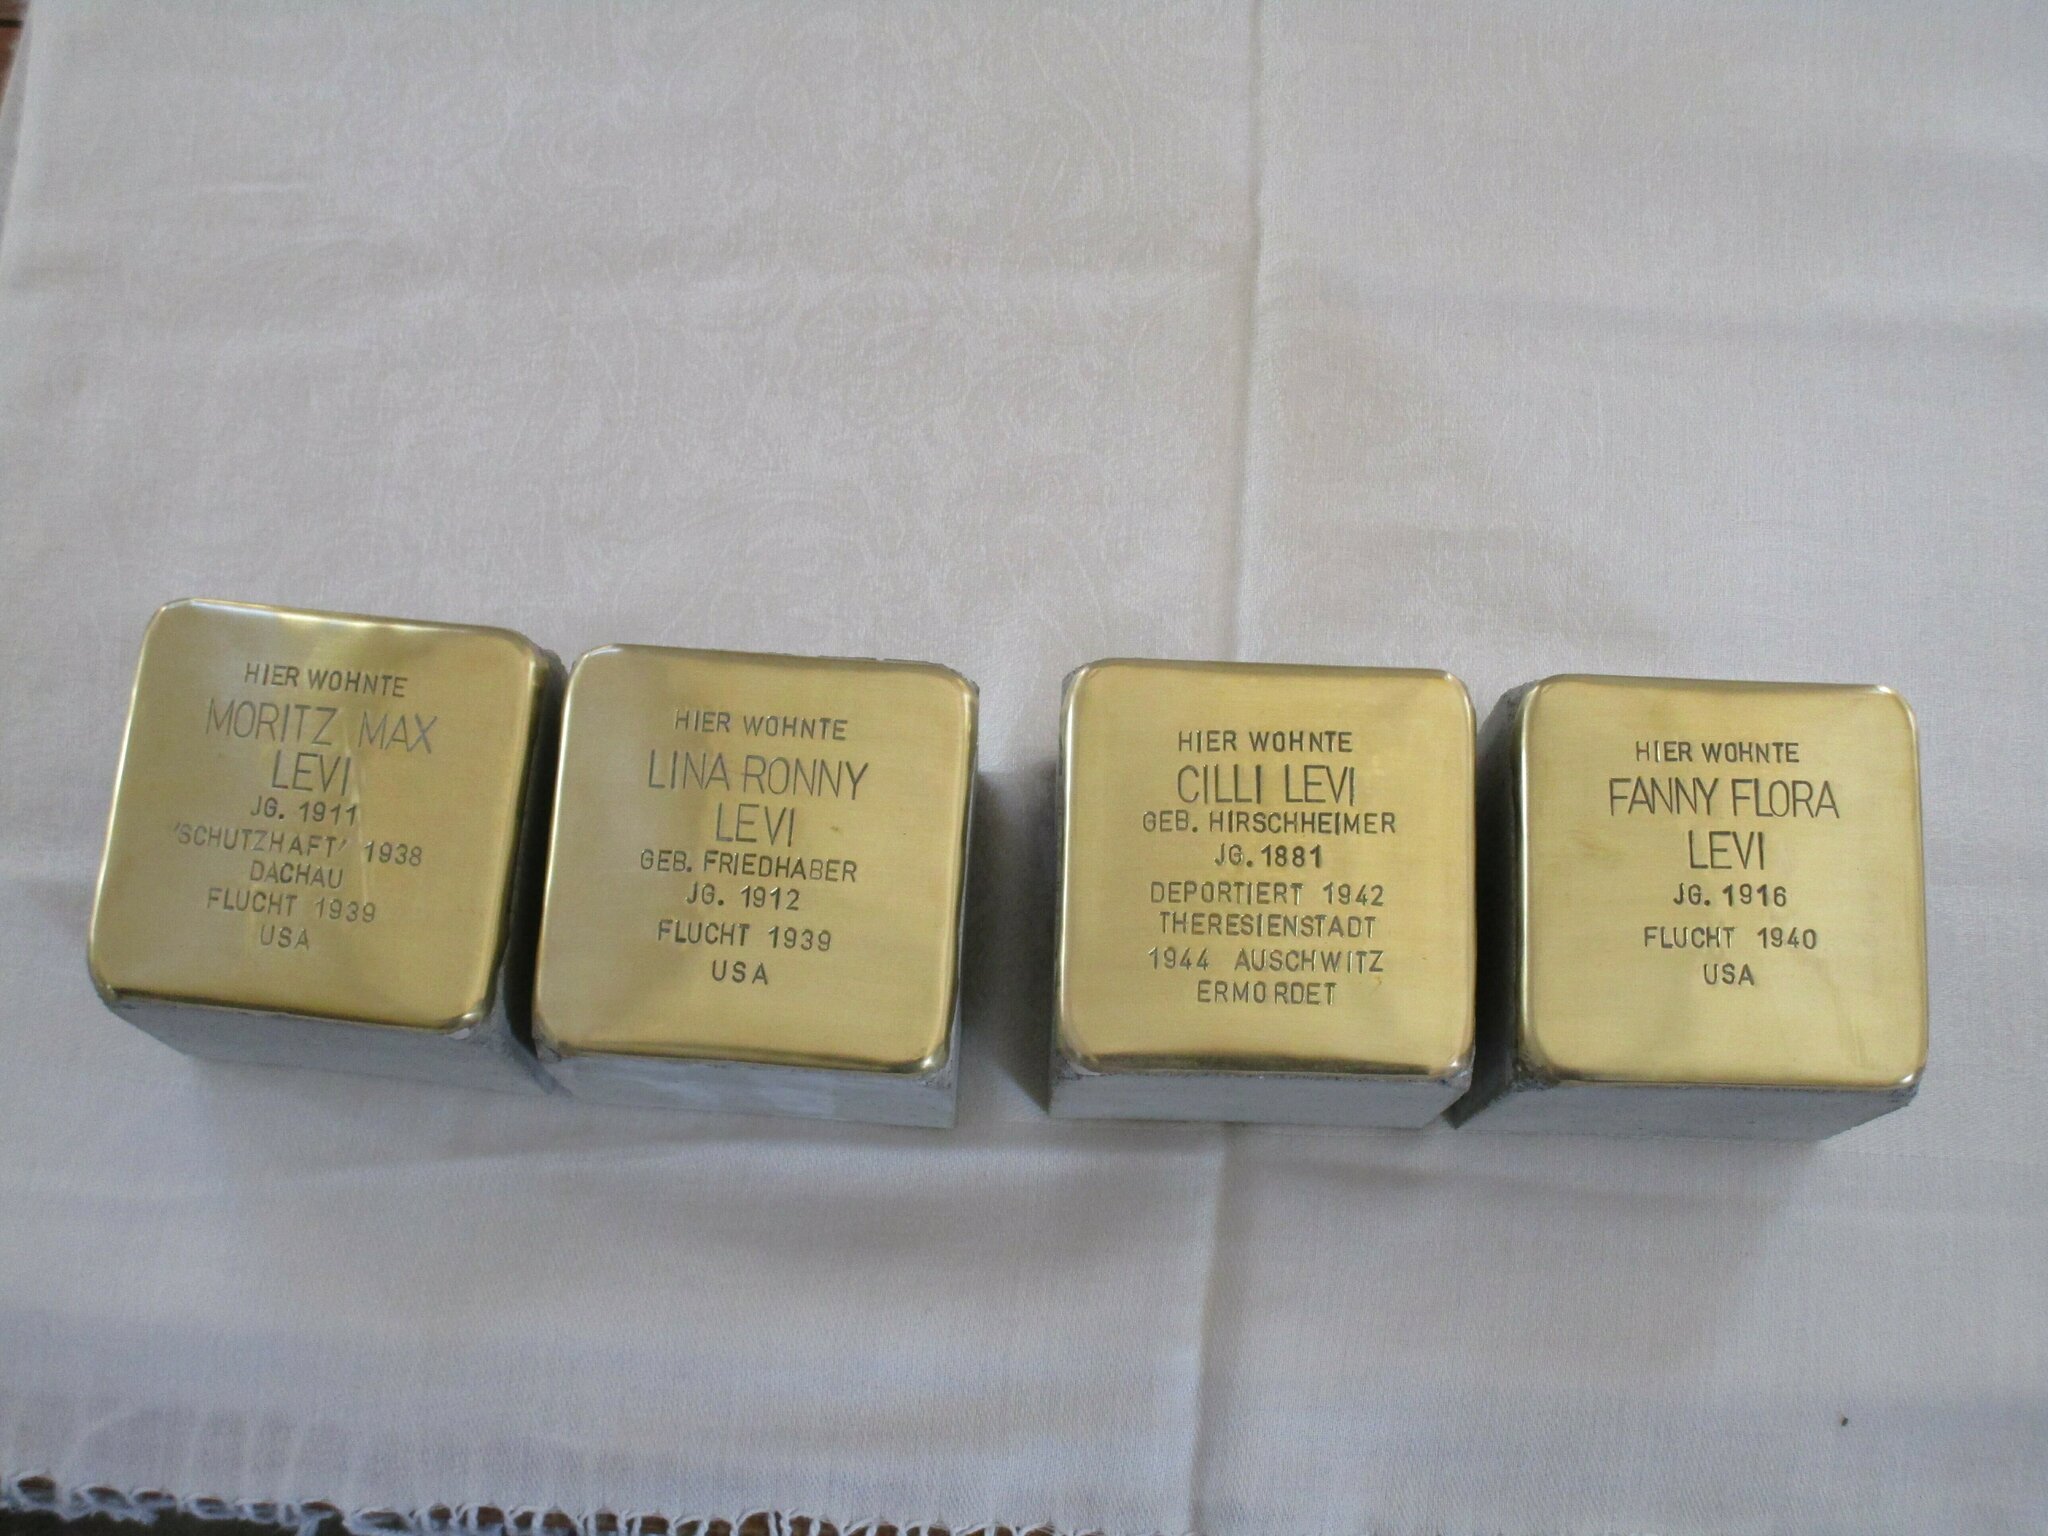 HIER WOHNTE
MORITZ MAX
LEVI
JG. 1911
'SCHUTZHAFT' 1938
DACHAU
FLUCHT 1939
USA
HIER WOHNTE
LINA RONNY
LEVI
GEB. FRIEDHABER
JG. 1912
FLUCHT 1939
USA
HIER WOHNTE
CILLI LEVI
GEB. HIRSCHHEIMER
JG. 1881
DEPORTIERT 1942
THERESIENSTADT
1944 AUSCHWITZ
ERMORDET
HIER WOHNTE
FANNY FLORA
LEVI
JG. 1916
FLUCHT 1940
USA